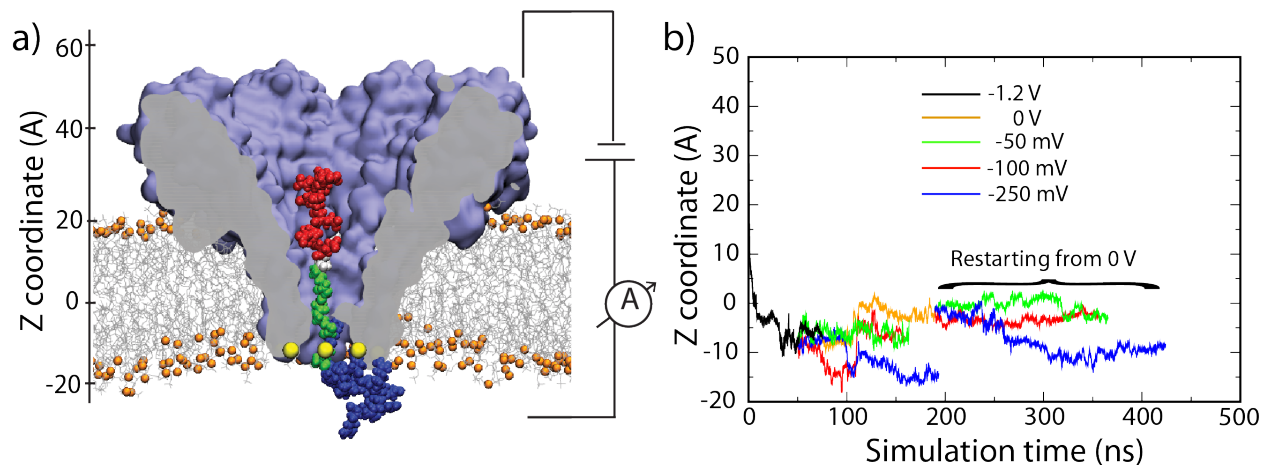 a)
Z coordinate (A)
60
40
20
0
-20
A
b)
Z coordinate (A)
50
40
30
20
10
0
-10
-20
-1.2 V
0 V
-50 mV
-100 mV
-250 mV
Restarting from 0 V
0 100 200 300 400 500
Simulation time (ns)